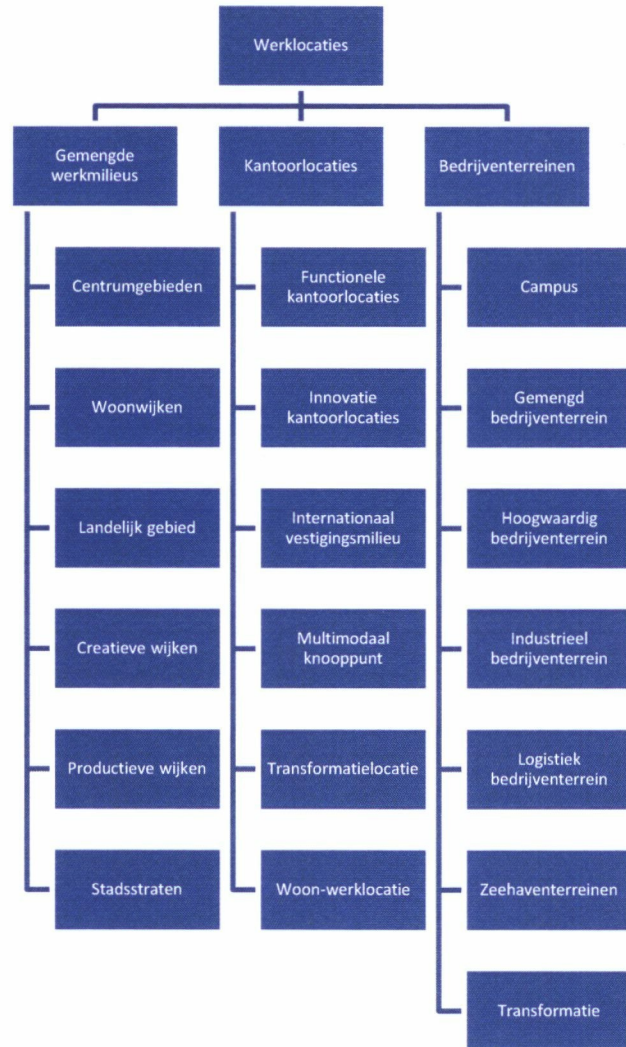 Werklocaties
Gemengde
werkmilieus
Centrumgebieden
Woonwijken
Landelijk gebied
Creatieve wijken
Productieve wijken
Stadsstraten
Kantoorlocaties
Functionele
kantoorlocaties
Innovatie
kantoorlocaties
Internationaal
vestigingsmilieu
Multimodaal
knooppunt
Transformatielocatie
Woon-werklocatie
Bedrijventerreinen
Campus
Gemengd
bedrijventerrein
Hoogwaardig
bedrijventerrein
Industrieel
bedrijventerrein
Logistiek
bedrijventerrein
Zeehaventerreinen
Transformatie